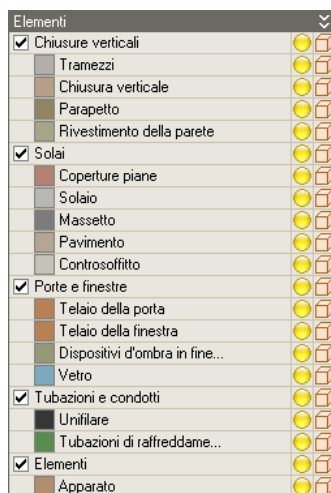 Elementi
Chiusure verticali
Tramezzi
Chiusura verticale
Parapetto
Rivestimento della parete
Solai
Coperture piane
Solaio
Massetto
Pavimento
Controsoffitto
Porte e finestre
Telaio della porta
Telaio della finestra
Dispositivi d'ombra in fine...
Vetro
Tubazioni e condotti
Unifilare
Tubazioni di raffreddame...
Elementi
Apparato